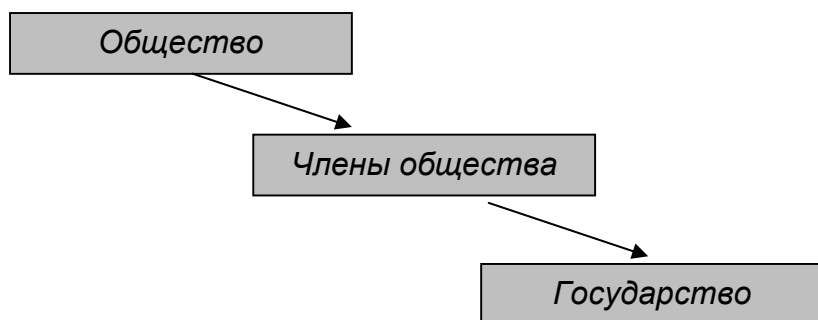 Общество
Члены общества
Государство